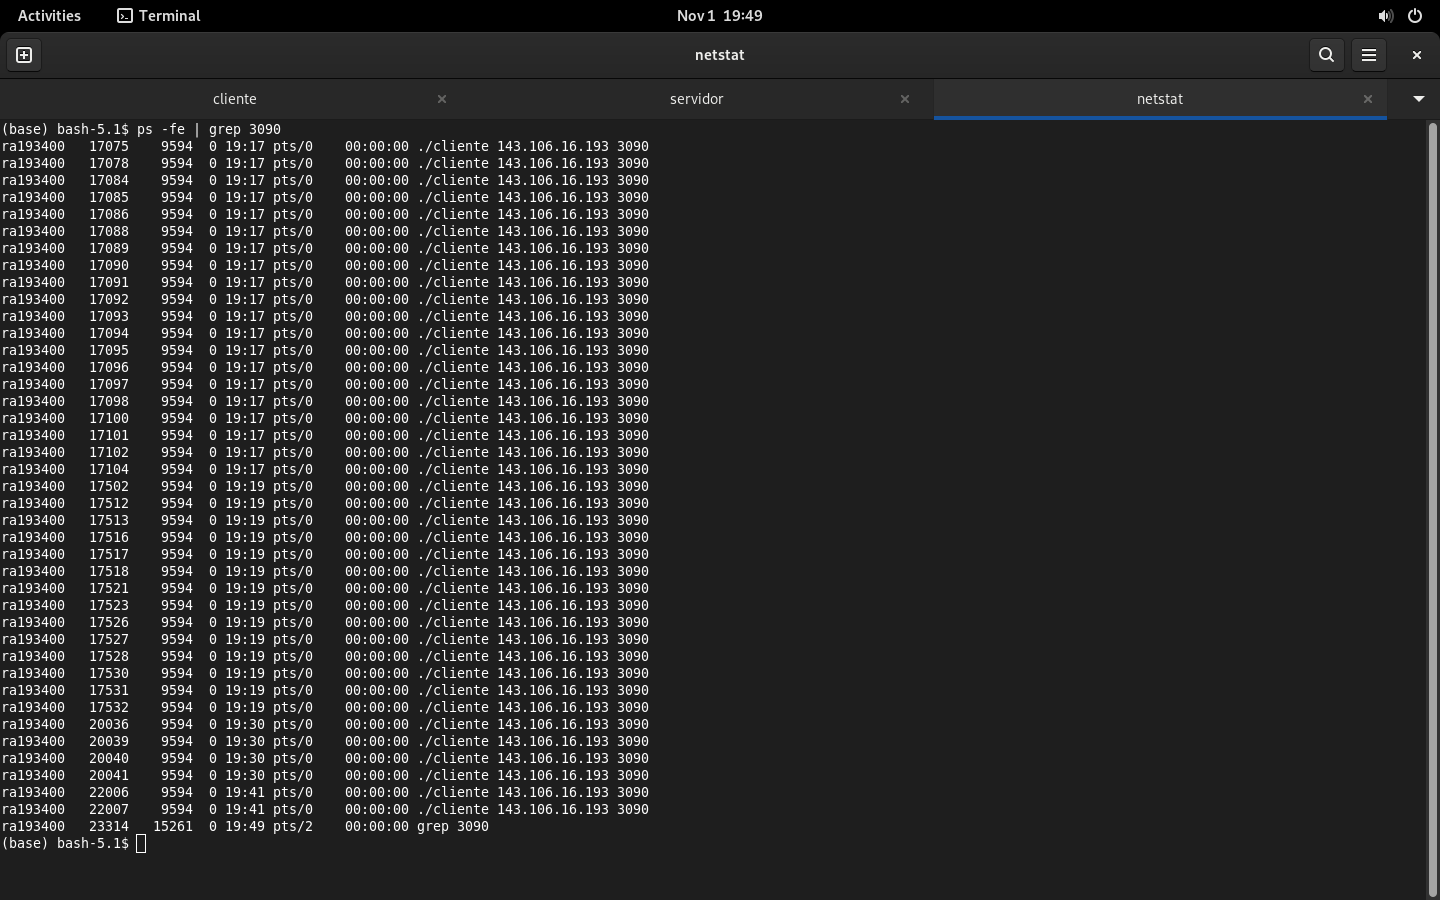 Activities Terminal Nov 1 19:49
netstat
cliente servidor netstat
(base) bash-5.1$ ps -fe | grep 3090
ra193400   17075    9594  0 19:17 pts/0    00:00:00 ./cliente 143.106.16.193 3090
ra193400   17078    9594  0 19:17 pts/0    00:00:00 ./cliente 143.106.16.193 3090
ra193400   17084    9594  0 19:17 pts/0    00:00:00 ./cliente 143.106.16.193 3090
ra193400   17085    9594  0 19:17 pts/0    00:00:00 ./cliente 143.106.16.193 3090
ra193400   17086    9594  0 19:17 pts/0    00:00:00 ./cliente 143.106.16.193 3090
ra193400   17088    9594  0 19:17 pts/0    00:00:00 ./cliente 143.106.16.193 3090
ra193400   17089    9594  0 19:17 pts/0    00:00:00 ./cliente 143.106.16.193 3090
ra193400   17090    9594  0 19:17 pts/0    00:00:00 ./cliente 143.106.16.193 3090
ra193400   17091    9594  0 19:17 pts/0    00:00:00 ./cliente 143.106.16.193 3090
ra193400   17092    9594  0 19:17 pts/0    00:00:00 ./cliente 143.106.16.193 3090
ra193400   17093    9594  0 19:17 pts/0    00:00:00 ./cliente 143.106.16.193 3090
ra193400   17094    9594  0 19:17 pts/0    00:00:00 ./cliente 143.106.16.193 3090
ra193400   17095    9594  0 19:17 pts/0    00:00:00 ./cliente 143.106.16.193 3090
ra193400   17096    9594  0 19:17 pts/0    00:00:00 ./cliente 143.106.16.193 3090
ra193400   17097    9594  0 19:17 pts/0    00:00:00 ./cliente 143.106.16.193 3090
ra193400   17098    9594  0 19:17 pts/0    00:00:00 ./cliente 143.106.16.193 3090
ra193400   17100    9594  0 19:17 pts/0    00:00:00 ./cliente 143.106.16.193 3090
ra193400   17101    9594  0 19:17 pts/0    00:00:00 ./cliente 143.106.16.193 3090
ra193400   17102    9594  0 19:17 pts/0    00:00:00 ./cliente 143.106.16.193 3090
ra193400   17104    9594  0 19:17 pts/0    00:00:00 ./cliente 143.106.16.193 3090
ra193400   17502    9594  0 19:19 pts/0    00:00:00 ./cliente 143.106.16.193 3090
ra193400   17512    9594  0 19:19 pts/0    00:00:00 ./cliente 143.106.16.193 3090
ra193400   17513    9594  0 19:19 pts/0    00:00:00 ./cliente 143.106.16.193 3090
ra193400   17516    9594  0 19:19 pts/0    00:00:00 ./cliente 143.106.16.193 3090
ra193400   17517    9594  0 19:19 pts/0    00:00:00 ./cliente 143.106.16.193 3090
ra193400   17518    9594  0 19:19 pts/0    00:00:00 ./cliente 143.106.16.193 3090
ra193400   17521    9594  0 19:19 pts/0    00:00:00 ./cliente 143.106.16.193 3090
ra193400   17523    9594  0 19:19 pts/0    00:00:00 ./cliente 143.106.16.193 3090
ra193400   17526    9594  0 19:19 pts/0    00:00:00 ./cliente 143.106.16.193 3090
ra193400   17527    9594  0 19:19 pts/0    00:00:00 ./cliente 143.106.16.193 3090
ra193400   17528    9594  0 19:19 pts/0    00:00:00 ./cliente 143.106.16.193 3090
ra193400   17530    9594  0 19:19 pts/0    00:00:00 ./cliente 143.106.16.193 3090
ra193400   17531    9594  0 19:19 pts/0    00:00:00 ./cliente 143.106.16.193 3090
ra193400   17532    9594  0 19:19 pts/0    00:00:00 ./cliente 143.106.16.193 3090
ra193400   20036    9594  0 19:30 pts/0    00:00:00 ./cliente 143.106.16.193 3090
ra193400   20039    9594  0 19:30 pts/0    00:00:00 ./cliente 143.106.16.193 3090
ra193400   20040    9594  0 19:30 pts/0    00:00:00 ./cliente 143.106.16.193 3090
ra193400   20041    9594  0 19:30 pts/0    00:00:00 ./cliente 143.106.16.193 3090
ra193400   22006    9594  0 19:41 pts/0    00:00:00 ./cliente 143.106.16.193 3090
ra193400   22007    9594  0 19:41 pts/0    00:00:00 ./cliente 143.106.16.193 3090
ra193400   23314   15261  0 19:49 pts/2    00:00:00 grep 3090
(base) bash-5.1$